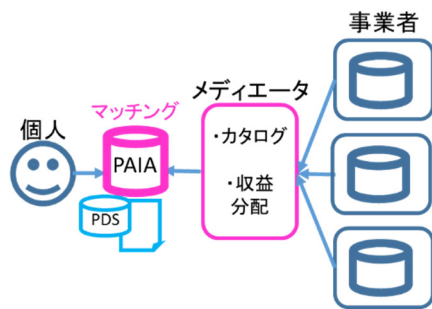 事業者
メディエータ
マッチング
個人
・カタログ
PAIA
・収益
分配
PDS